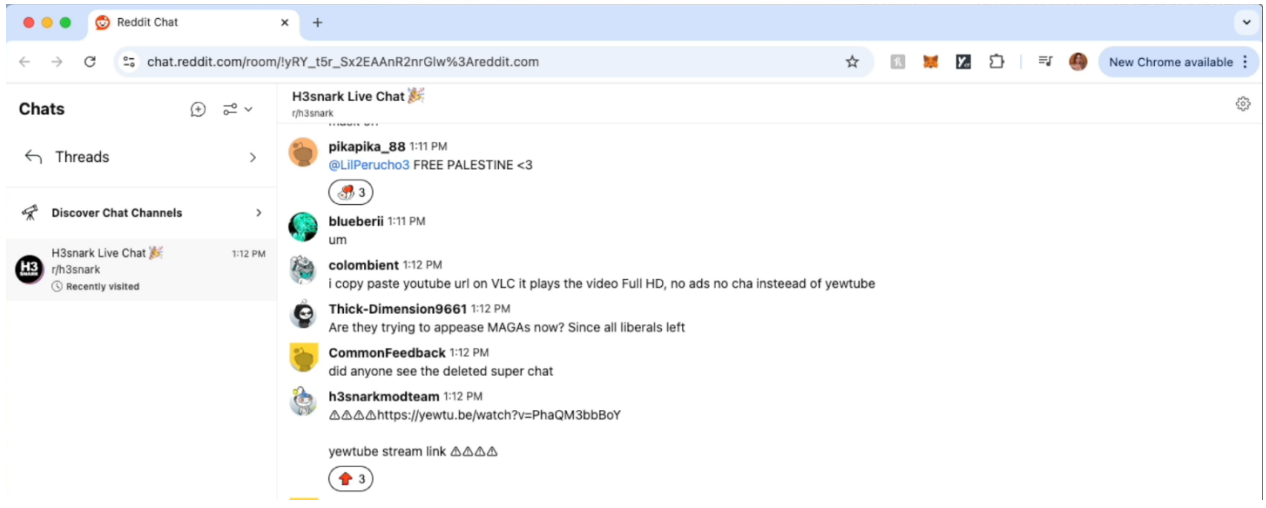 Reddit Chat
chat.reddit.com/room/!yRY_t5r_Sx2EAAnR2nrGlw%3Areddit.com
New Chrome available
Chats
Threads
Discover Chat Channels
H3snark Live Chat 🎉 1:12 PM
r/h3snark
Recently visited
H3 SNARK
H3snark Live Chat 🎉
r/h3snark
pikapika_88 1:11 PM
@LilPerucho3 FREE PALESTINE <3
3
blueberii 1:11 PM
um
colombient 1:12 PM
i copy paste youtube url on VLC it plays the video Full HD, no ads no cha insteead of yewtube
Thick-Dimension9661 1:12 PM
Are they trying to appease MAGAs now? Since all liberals left
CommonFeedback 1:12 PM
did anyone see the deleted super chat
h3snarkmodteam 1:12 PM
⚠⚠⚠⚠https://yewtu.be/watch?v=PhaQM3bbBoY
yewtube stream link ⚠⚠⚠⚠
3